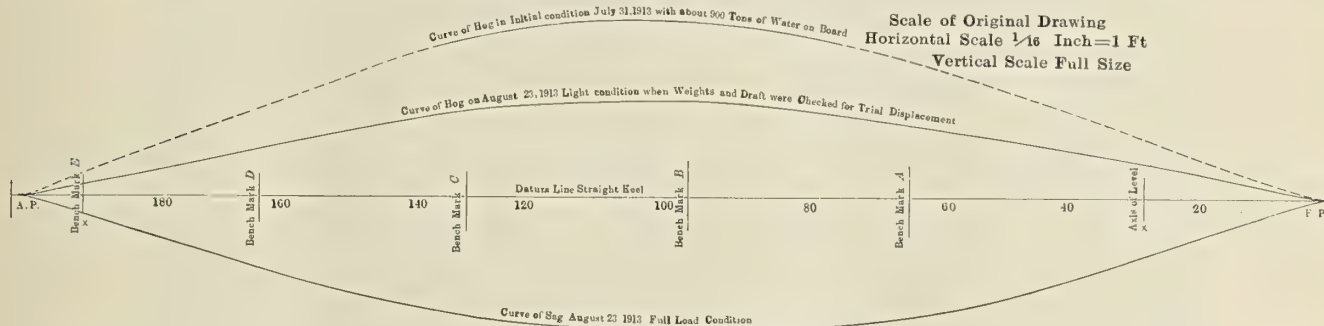 Curve of Hog in Initial condition July 31,1913 with about 900 Tons of Water on Board
Scale of Original Drawing
Horizontal Scale 1/16 Inch=1 Ft
Vertical Scale Full Size
Curve of Hog on August 23,1913 Light condition when Weights and Draft were Checked for Trial Displacement
A.P.
Bench Mark E
x
180
Bench Mark D
160
140
Bench Mark C
Datum Line Straight Keel
120
100
Bench Mark B
80
Bench Mark A
60
40
Axis of Level
x
20
F P
Curve of Sag August 23 1913 Full Load Condition